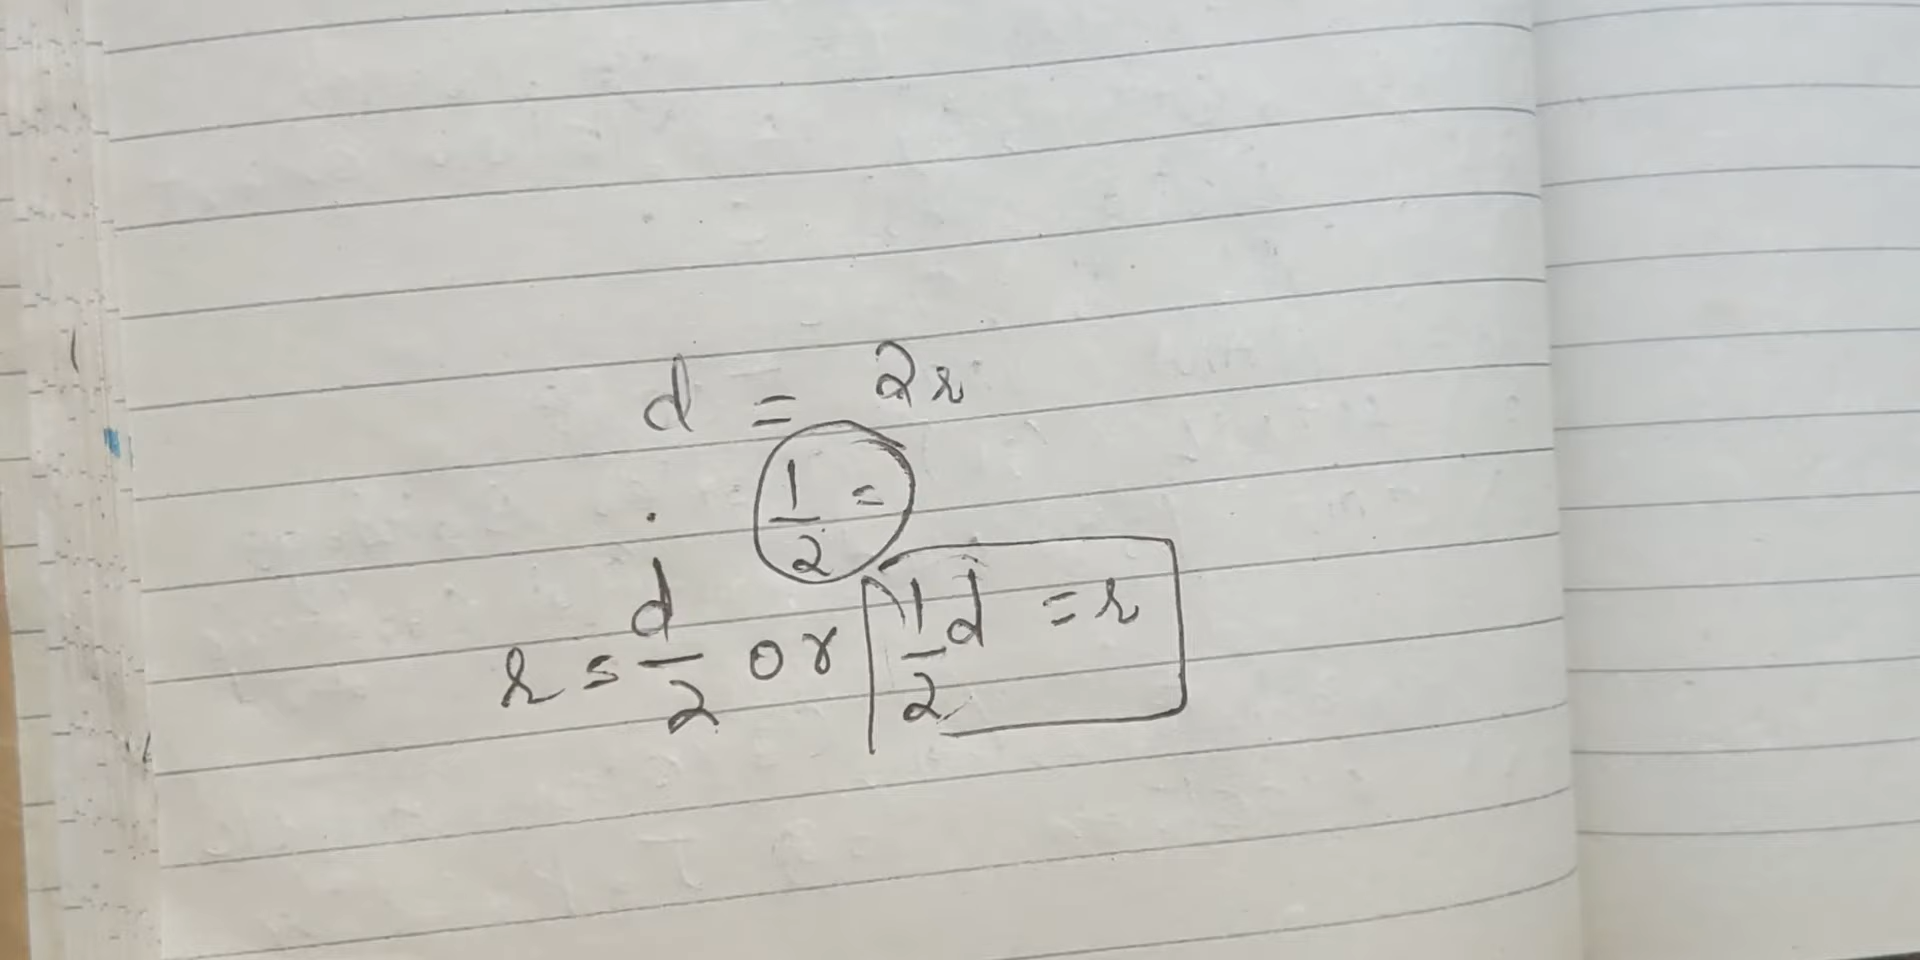 d = 2r
1/2 =
r = d/2 or 1/2 d = r